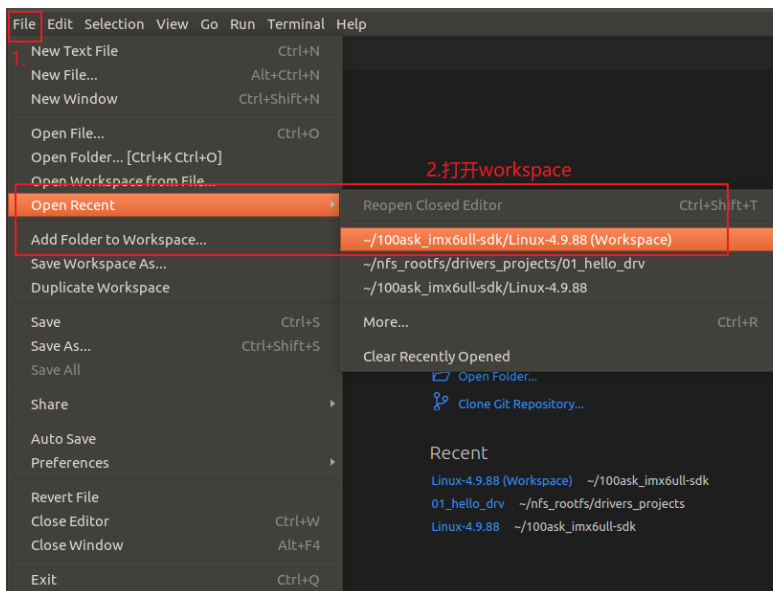 File Edit Selection View Go Run Terminal Help
1.
New Text File Ctrl+N
New File... Alt+Ctrl+N
New Window Ctrl+Shift+N
Open File... Ctrl+O
Open Folder... [Ctrl+K Ctrl+O]
Open Workspace from File...
2.打开workspace
Open Recent
Reopen Closed Editor Ctrl+Shift+T
Add Folder to Workspace...
~/100ask_imx6ull-sdk/Linux-4.9.88 (Workspace)
Save Workspace As...
~/nfs_rootfs/drivers_projects/01_hello_drv
Duplicate Workspace
~/100ask_imx6ull-sdk/Linux-4.9.88
Save Ctrl+S
More... Ctrl+R
Save As... Ctrl+Shift+S
Clear Recently Opened
Save All
Open Folder...
Share
Clone Git Repository...
Auto Save
Preferences
Recent
Linux-4.9.88 (Workspace) ~/100ask_imx6ull-sdk
Revert File
01_hello_drv ~/nfs_rootfs/drivers_projects
Close Editor Ctrl+W
Linux-4.9.88 ~/100ask_imx6ull-sdk
Close Window Alt+F4
Exit Ctrl+Q